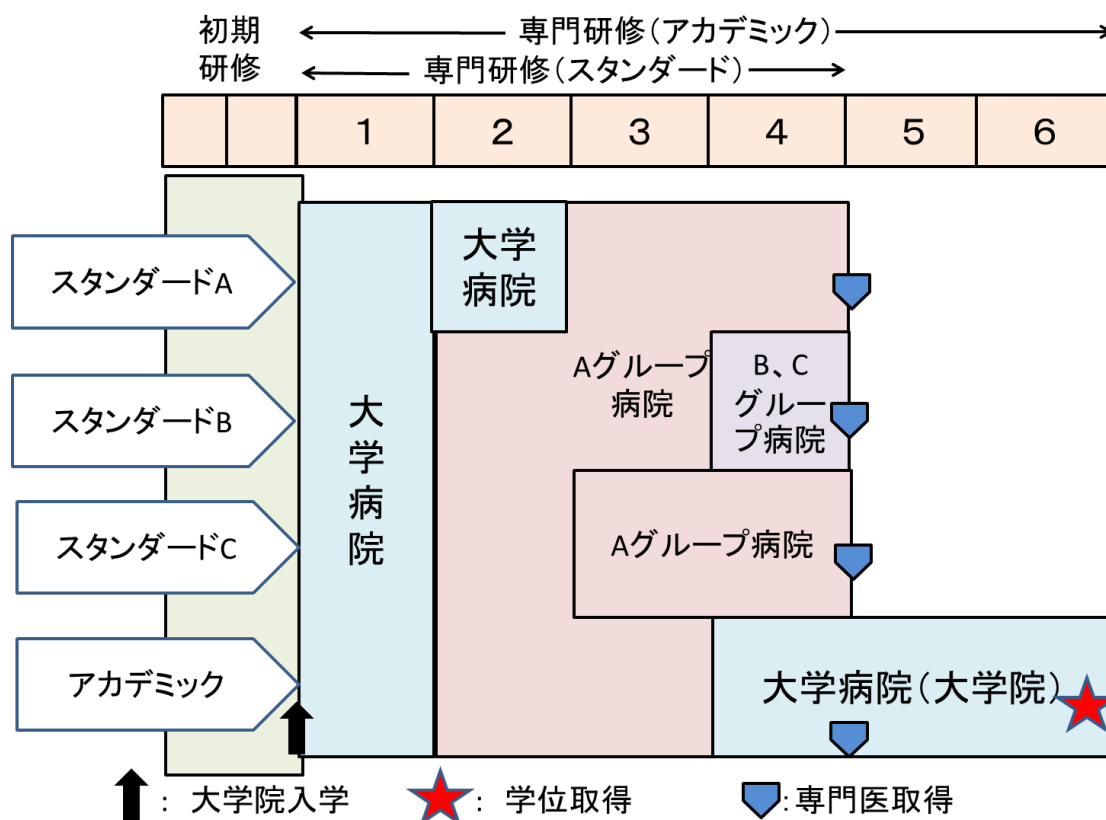 初期
研修
専門研修(アカデミック)
専門研修(スタンダード)
1
2
3
4
5
6
スタンダードA
スタンダードB
スタンダードC
アカデミック
大
学
病
院
大学
病院
Aグループ
病院
B、C
グルー
プ病院
Aグループ病院
大学病院(大学院)
： 大学院入学
： 学位取得
：専門医取得